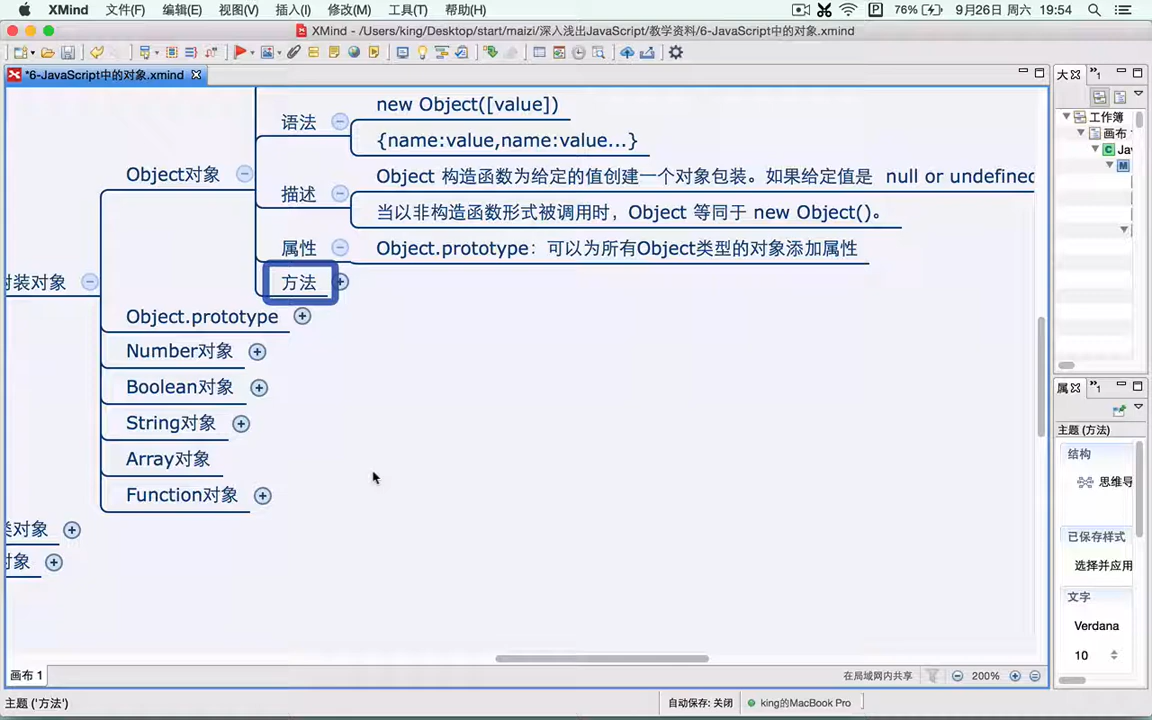 XMind 文件(F) 编辑(E) 视图(V) 插入(I) 修改(M) 工具(T) 帮助(H) 76% 9月26日 周六 19:54
XMind - /Users/king/Desktop/start/maizi/深入浅出JavaScript/教学资料/6-JavaScript中的对象.xmind
*6-JavaScript中的对象.xmind
大
工作簿
画布
Jav
M
new Object([value])
语法
{name:value,name:value...}
Object对象
Object 构造函数为给定的值创建一个对象包装。如果给定值是 null or undefined
描述
当以非构造函数形式被调用时，Object 等同于 new Object()。
属性
Object.prototype：可以为所有Object类型的对象添加属性
封装对象
方法
Object.prototype
Number对象
Boolean对象
String对象
Array对象
Function对象
类对象
对象
属
主题 (方法)
结构
思维导
已保存样式
选择并应用
文字
Verdana
10
画布 1
在局域网内共享
200%
主题 ('方法')
自动保存: 关闭
king的MacBook Pro